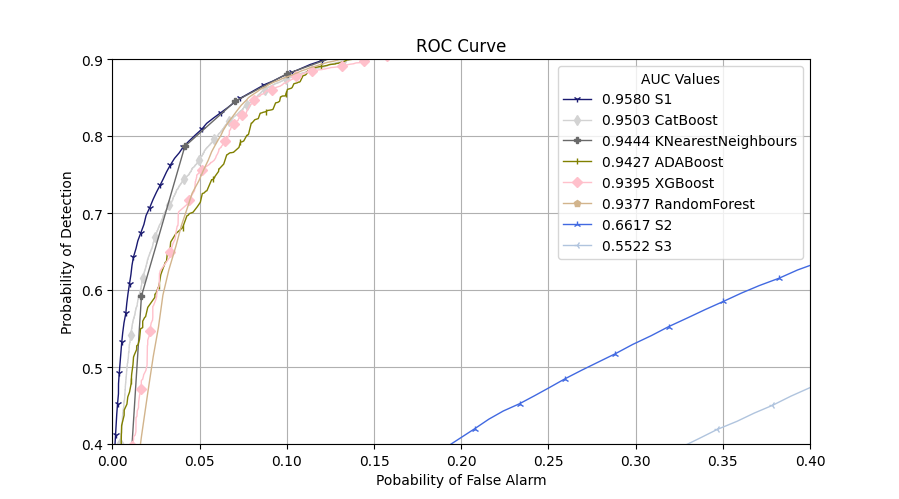 ROC Curve
0.9
0.8
0.7
0.6
0.5
0.4
Probability of Detection
AUC Values
0.9580 S1
0.9503 CatBoost
0.9444 KNearestNeighbours
0.9427 ADABoost
0.9395 XGBoost
0.9377 RandomForest
0.6617 S2
0.5522 S3
0.00 0.05 0.10 0.15 0.20 0.25 0.30 0.35 0.40
Pobability of False Alarm